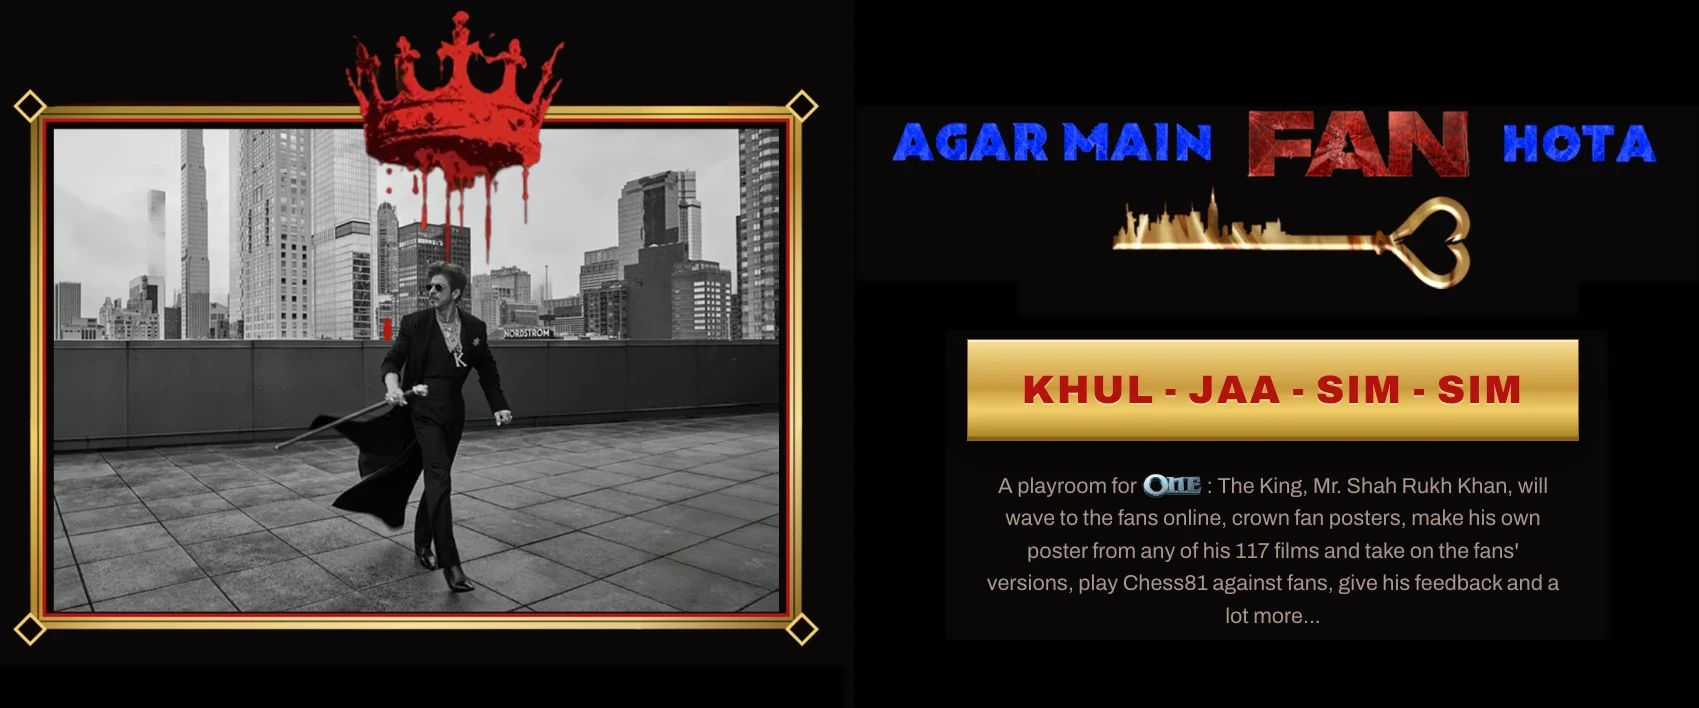 NORDSTROM
K
AGAR MAIN FAN HOTA
KHUL - JAA - SIM - SIM
A playroom for ONE : The King, Mr. Shah Rukh Khan, will
wave to the fans online, crown fan posters, make his own
poster from any of his 117 films and take on the fans'
versions, play Chess81 against fans, give his feedback and a
lot more...